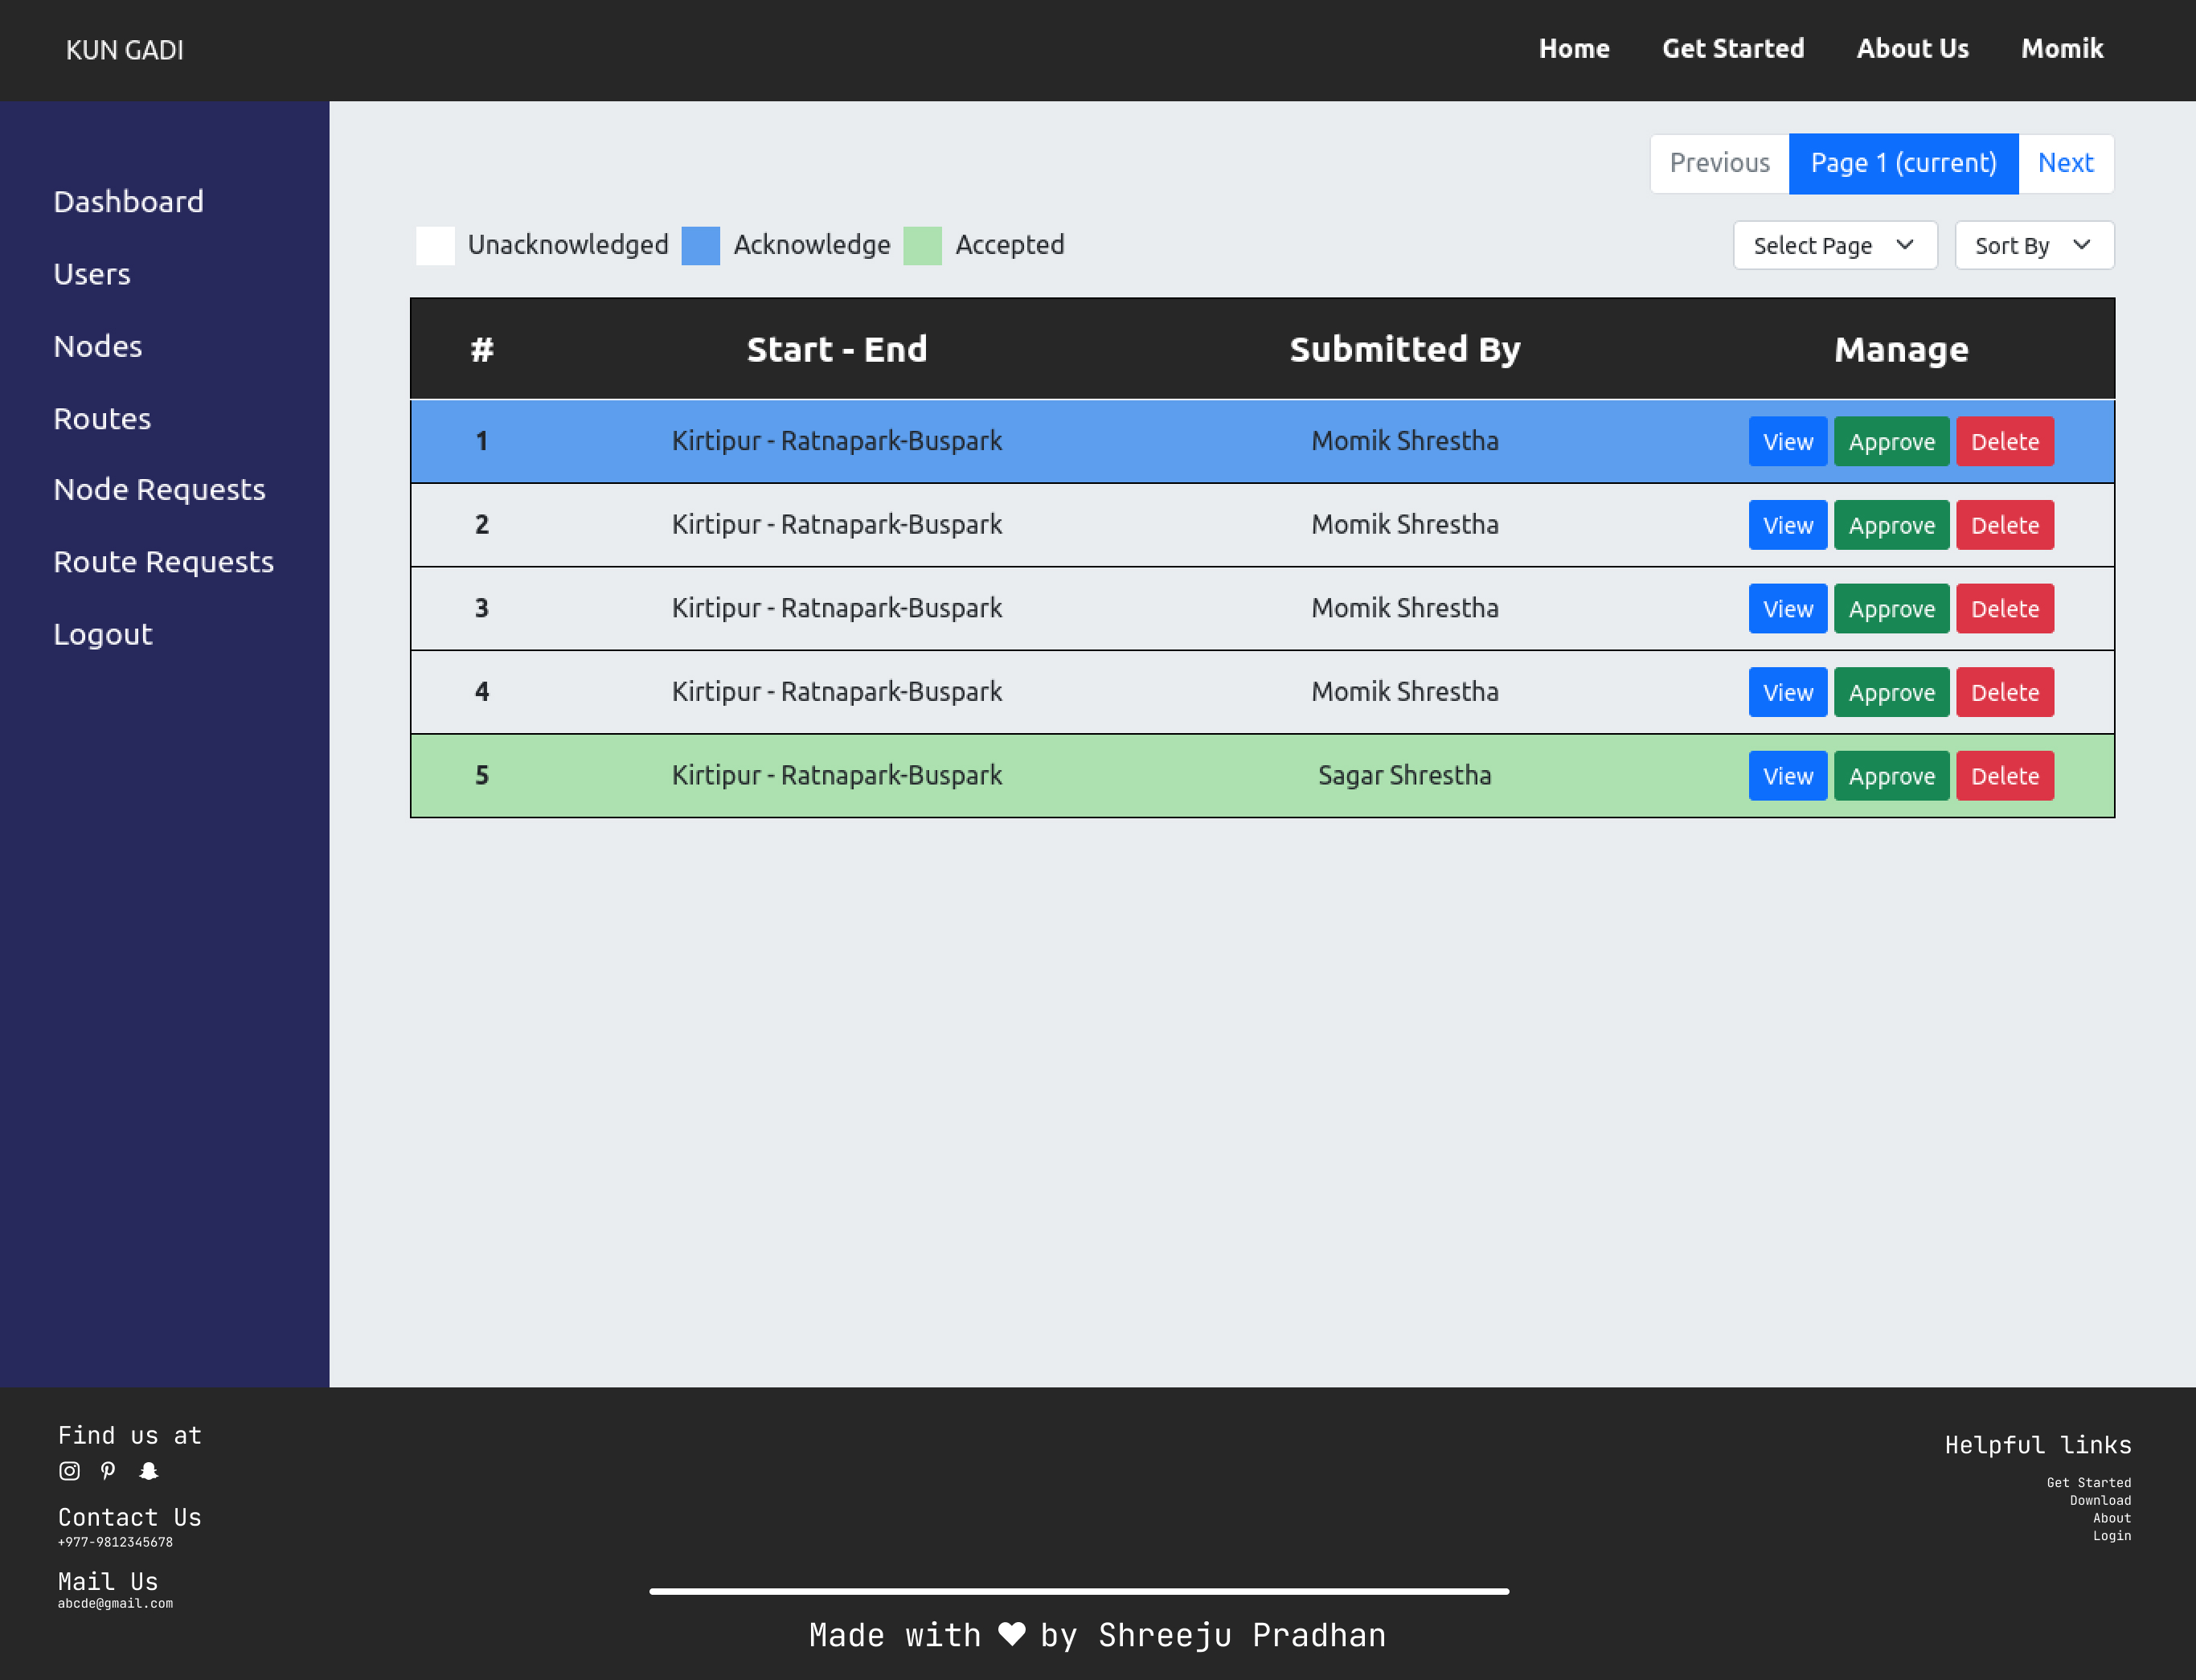 KUN GADI
Home Get Started About Us Momik
Dashboard
Users
Nodes
Routes
Node Requests
Route Requests
Logout
Previous Page 1 (current) Next
Unacknowledged Acknowledge Accepted
Select Page Sort By
# Start - End Submitted By Manage
1 Kirtipur - Ratnapark-Buspark Momik Shrestha View Approve Delete
2 Kirtipur - Ratnapark-Buspark Momik Shrestha View Approve Delete
3 Kirtipur - Ratnapark-Buspark Momik Shrestha View Approve Delete
4 Kirtipur - Ratnapark-Buspark Momik Shrestha View Approve Delete
5 Kirtipur - Ratnapark-Buspark Sagar Shrestha View Approve Delete
Find us at
Contact Us
+977-9812345678
Mail Us
abcde@gmail.com
Helpful links
Get Started
Download
About
Login
Made with ♥ by Shreeju Pradhan